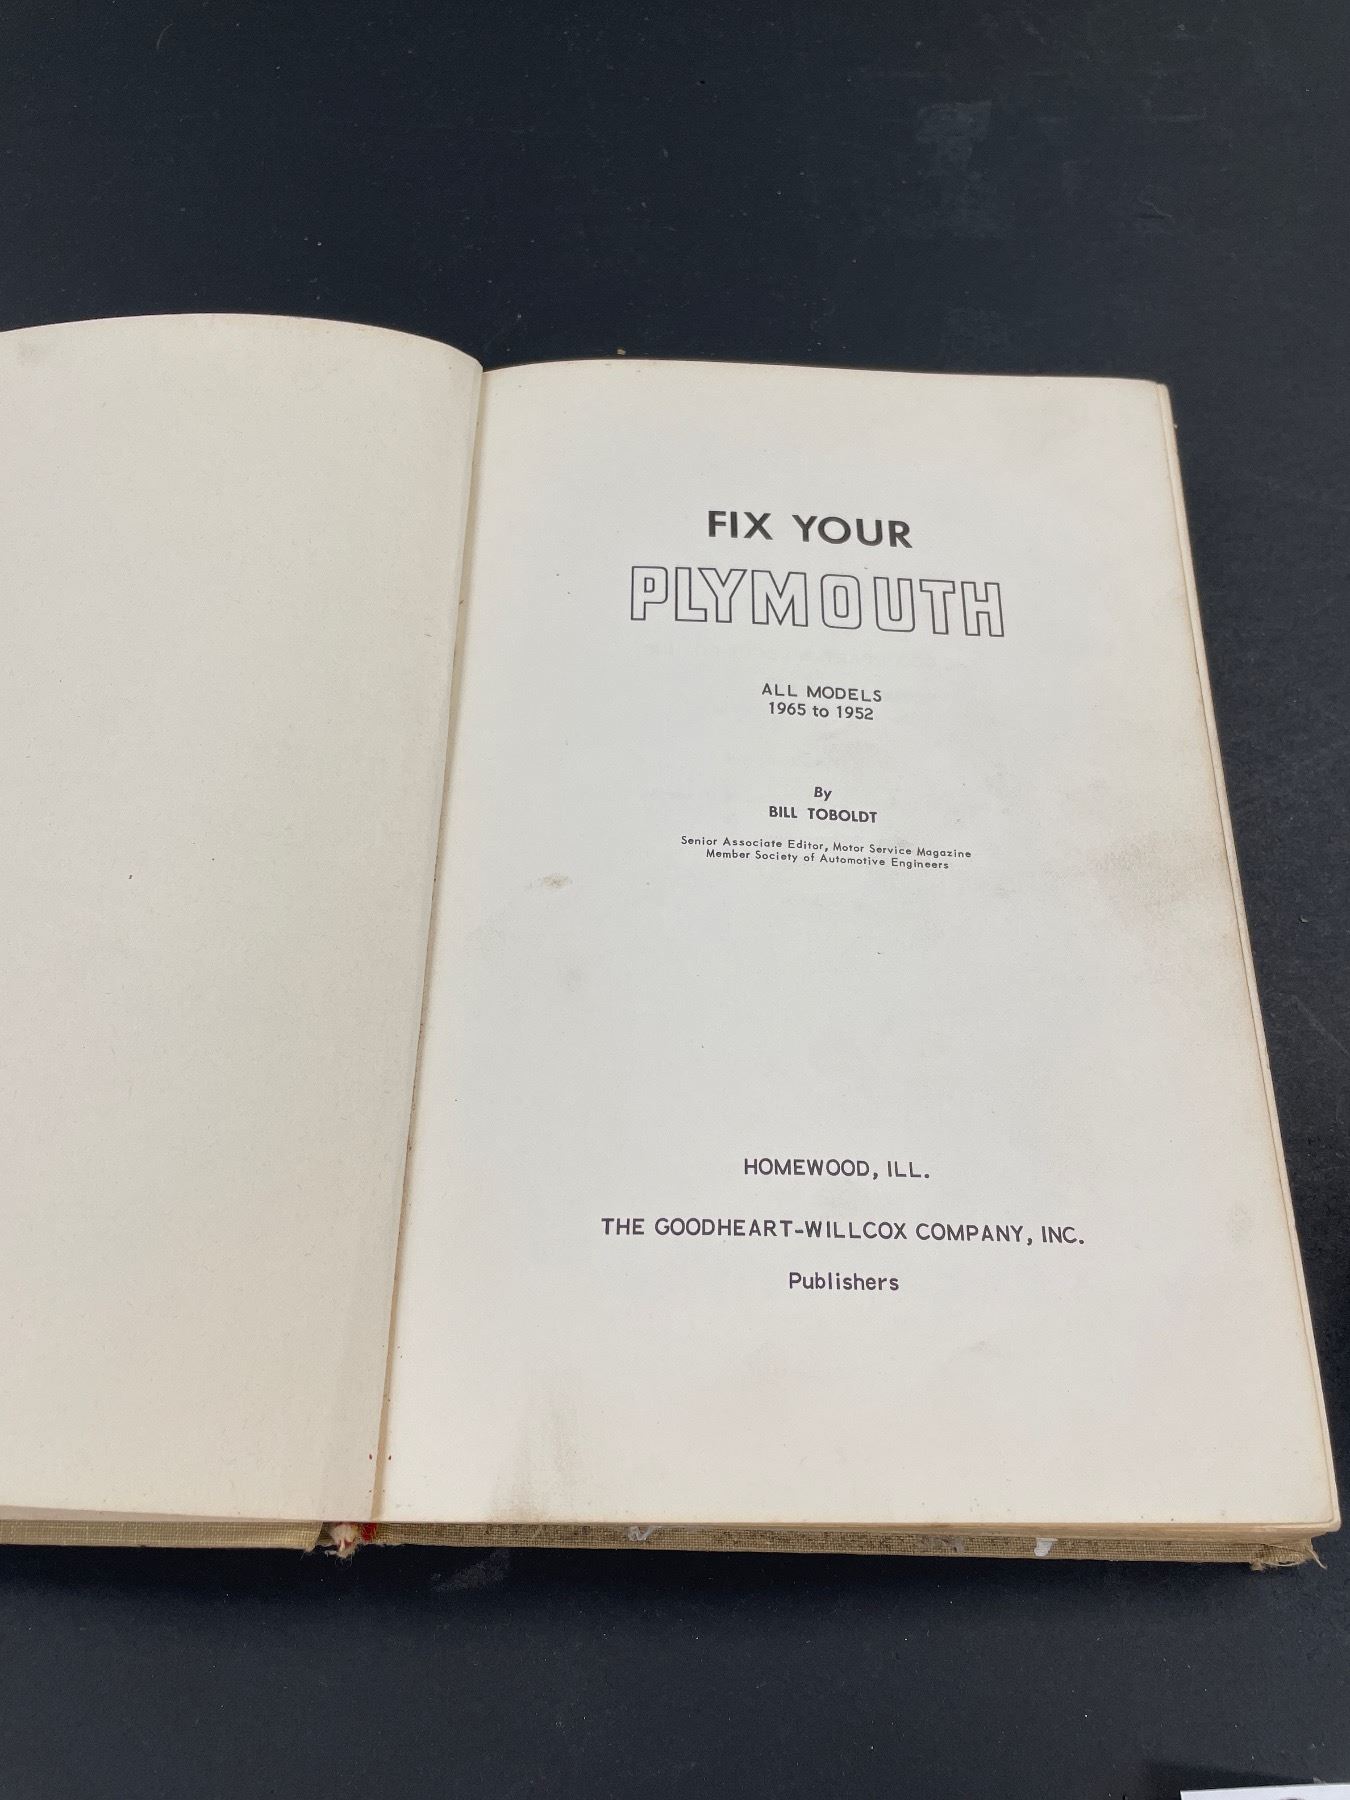 FIX YOUR
PLYMOUTH
ALL MODELS
1965 to 1952
By
BILL TOBOLDT
Senior Associate Editor, Motor Service Magazine
Member Society of Automotive Engineers
HOMEWOOD, ILL.
THE GOODHEART-WILLCOX COMPANY, INC.
Publishers